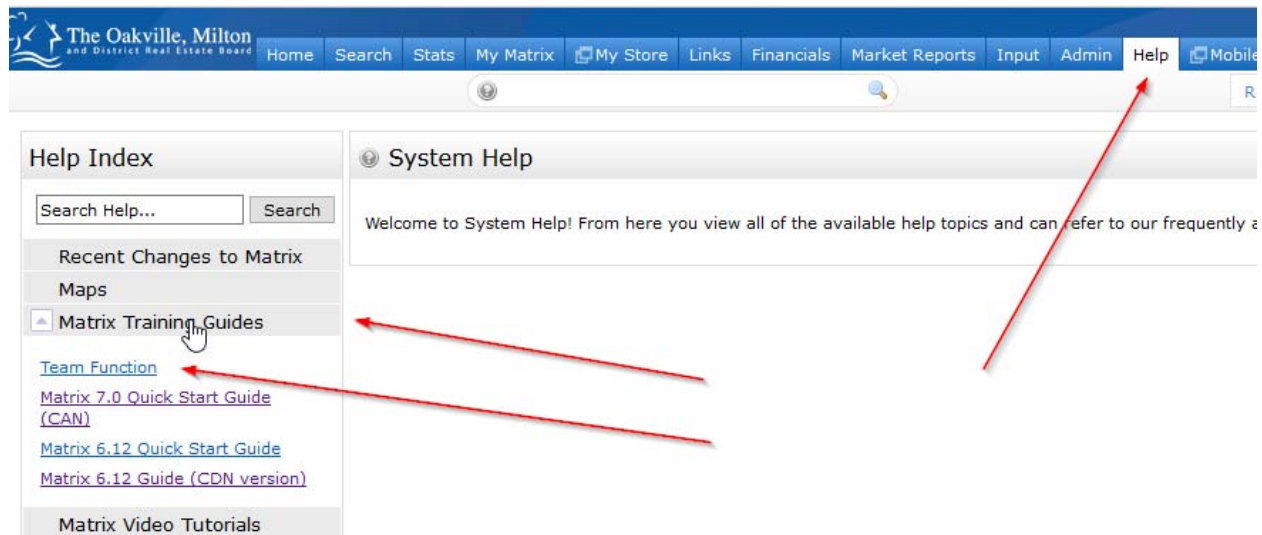 The Oakville, Milton
and District Real Estate Board
Home Search Stats My Matrix My Store Links Financials Market Reports Input Admin Help Mobile
R
Help Index
Search Help... Search
Recent Changes to Matrix
Maps
Matrix Training Guides
Team Function
Matrix 7.0 Quick Start Guide
(CAN)
Matrix 6.12 Quick Start Guide
Matrix 6.12 Guide (CDN version)
Matrix Video Tutorials
System Help
Welcome to System Help! From here you view all of the available help topics and can refer to our frequently a